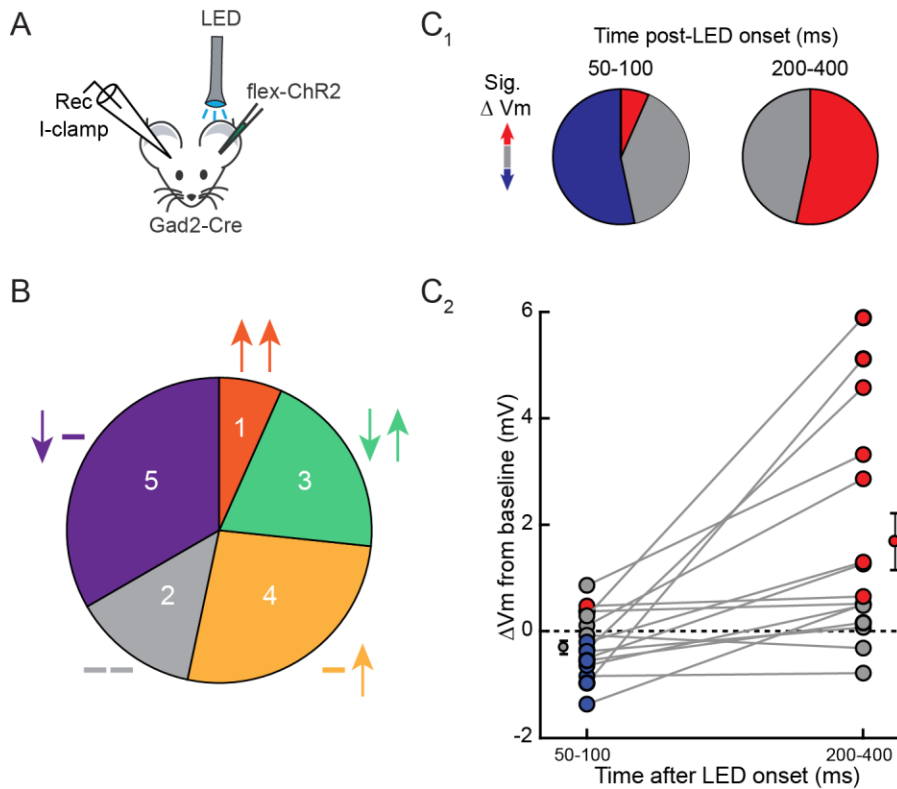 A
LED
flex-ChR2
Rec
I-clamp
Gad2-Cre
B
1
3
5
2
4
C1
Time post-LED onset (ms)
50-100
200-400
Sig.
Δ Vm
C2
ΔVm from baseline (mV)
6
4
2
0
-2
50-100
200-400
Time after LED onset (ms)